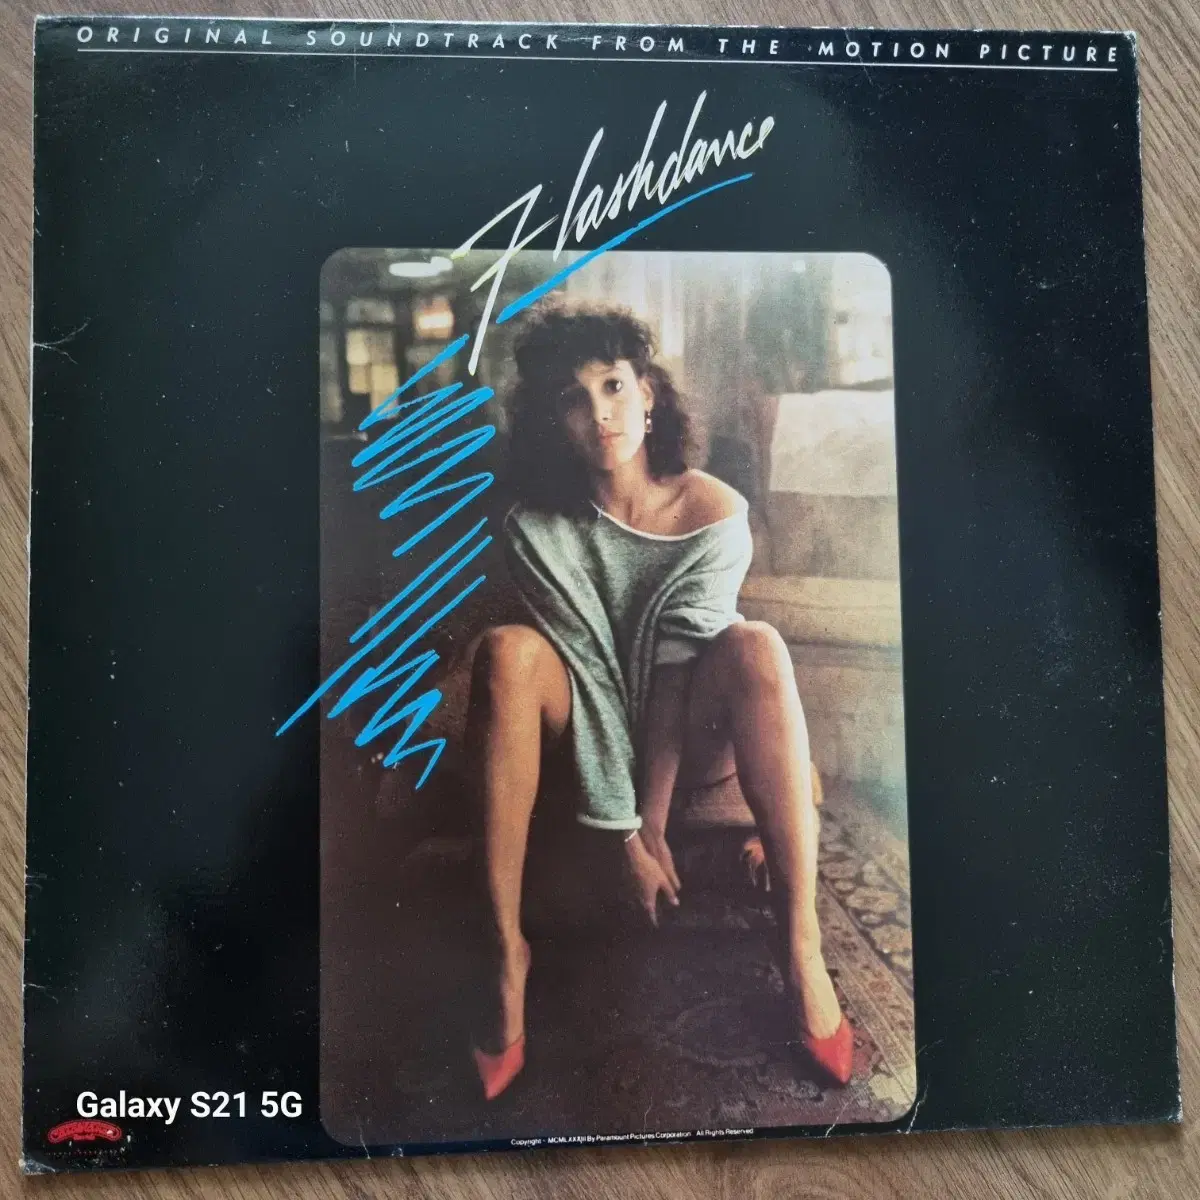 ORIGINAL SOUNDTRACK FROM THE MOTION PICTURE
Flashdance
Galaxy S21 5G
CASABLANCA
Copyright - MCMLXXXIII By Paramount Pictures Corporation All Rights Reserved